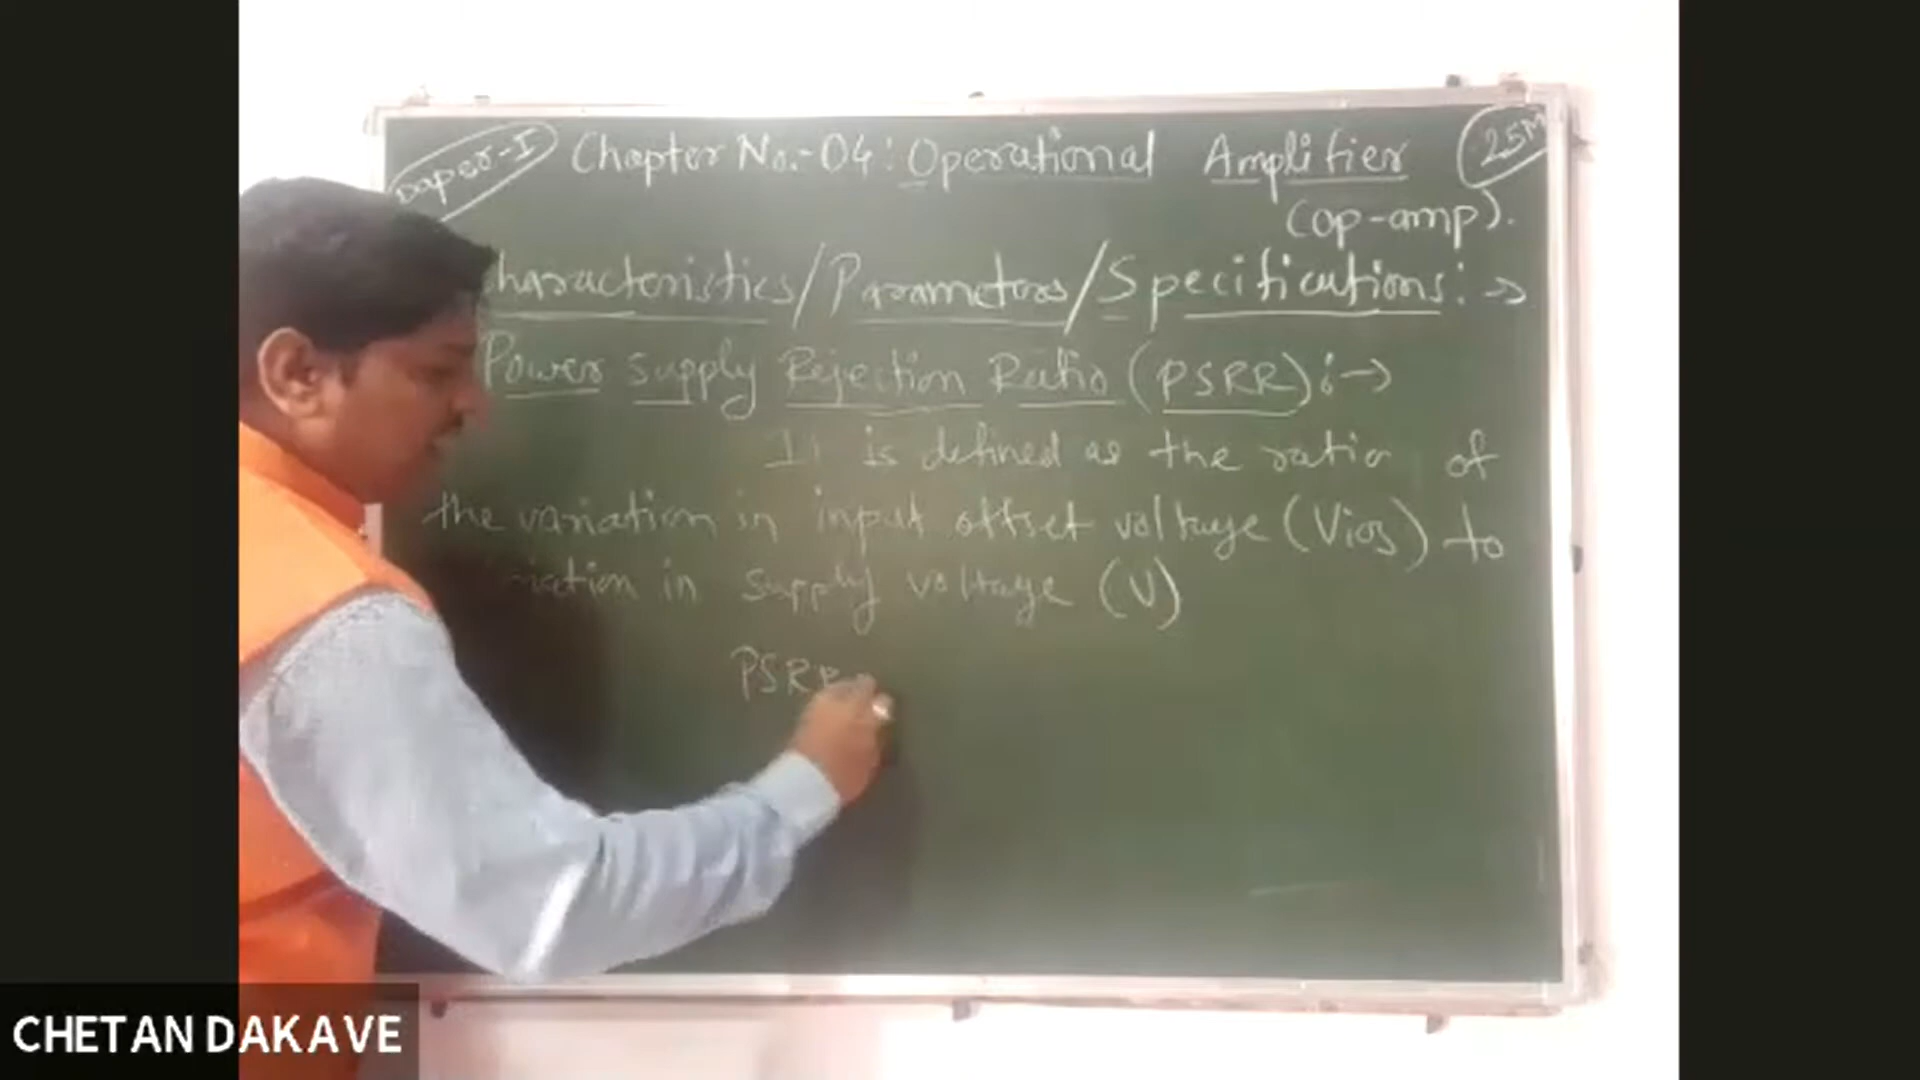 Paper-I Chapter No.-04: Operational Amplifier 25M
(op-amp).
haracteristics/Parameters/Specifications: →
Power Supply Rejection Ratio (PSRR): →
It is defined as the ratio of
the variation in input offset voltage (Vios) to
in supply voltage (V)
PSRR
CHETAN DAKAVE